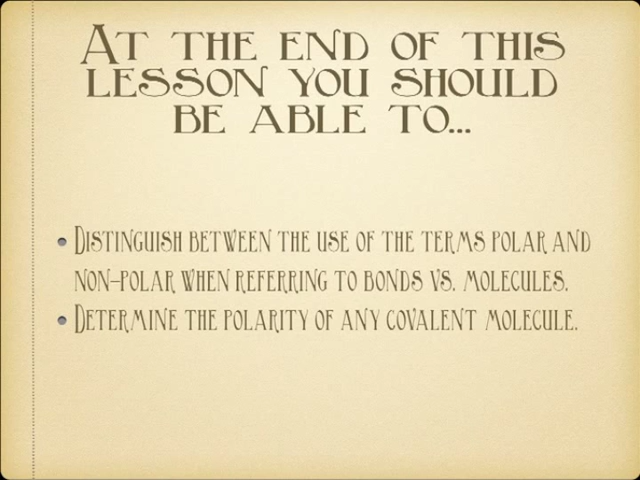 At the end of this
lesson you should
be able to...
• Distinguish between the use of the terms polar and
non-polar when referring to bonds vs. molecules.
• Determine the polarity of any covalent molecule.